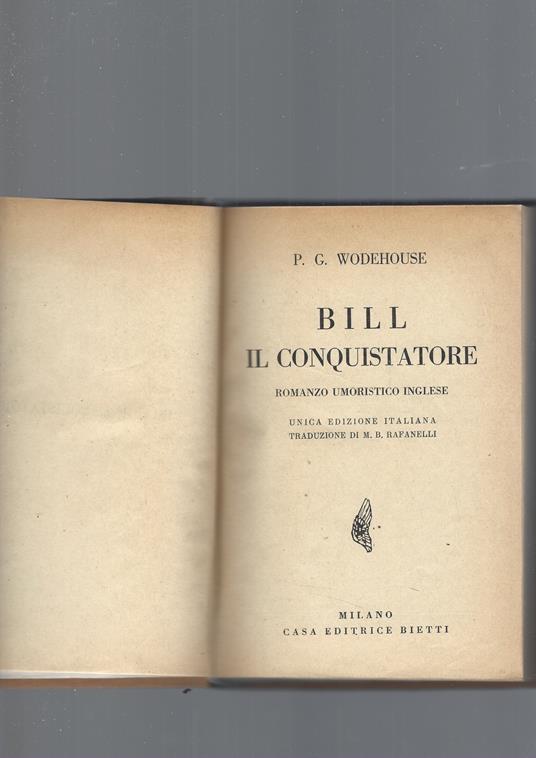 P. G. WODEHOUSE
BILL
IL CONQUISTATORE
ROMANZO UMORISTICO INGLESE
UNICA EDIZIONE ITALIANA
TRADUZIONE DI M. B. RAFANELLI
MILANO
CASA EDITRICE BIETTI